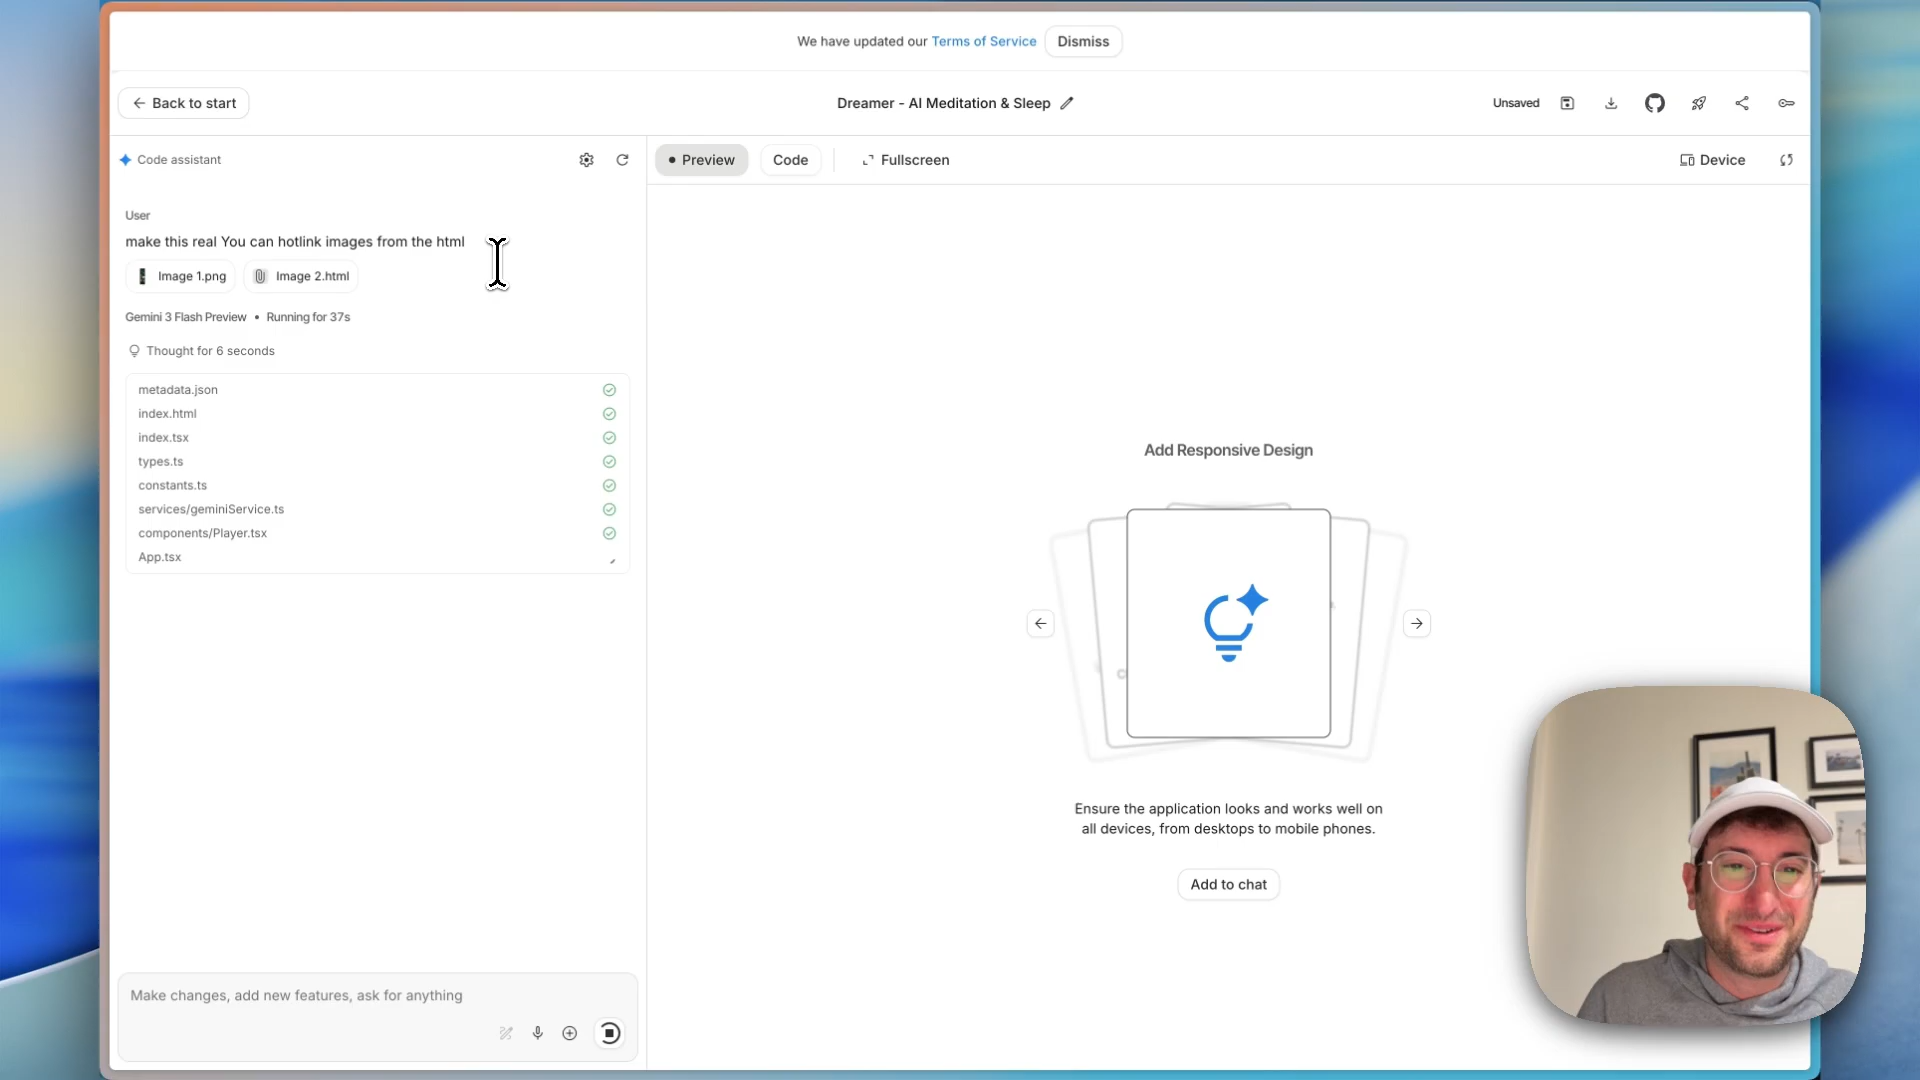 We have updated our Terms of Service Dismiss
Back to start
Dreamer - AI Meditation & Sleep
Unsaved
Code assistant
Preview
Code
Fullscreen
Device
User
make this real You can hotlink images from the html
Image 1.png
Image 2.html
Gemini 3 Flash Preview • Running for 37s
Thought for 6 seconds
metadata.json
index.html
index.tsx
types.ts
constants.ts
services/geminiService.ts
components/Player.tsx
App.tsx
Add Responsive Design
Ensure the application looks and works well on
all devices, from desktops to mobile phones.
Add to chat
Make changes, add new features, ask for anything